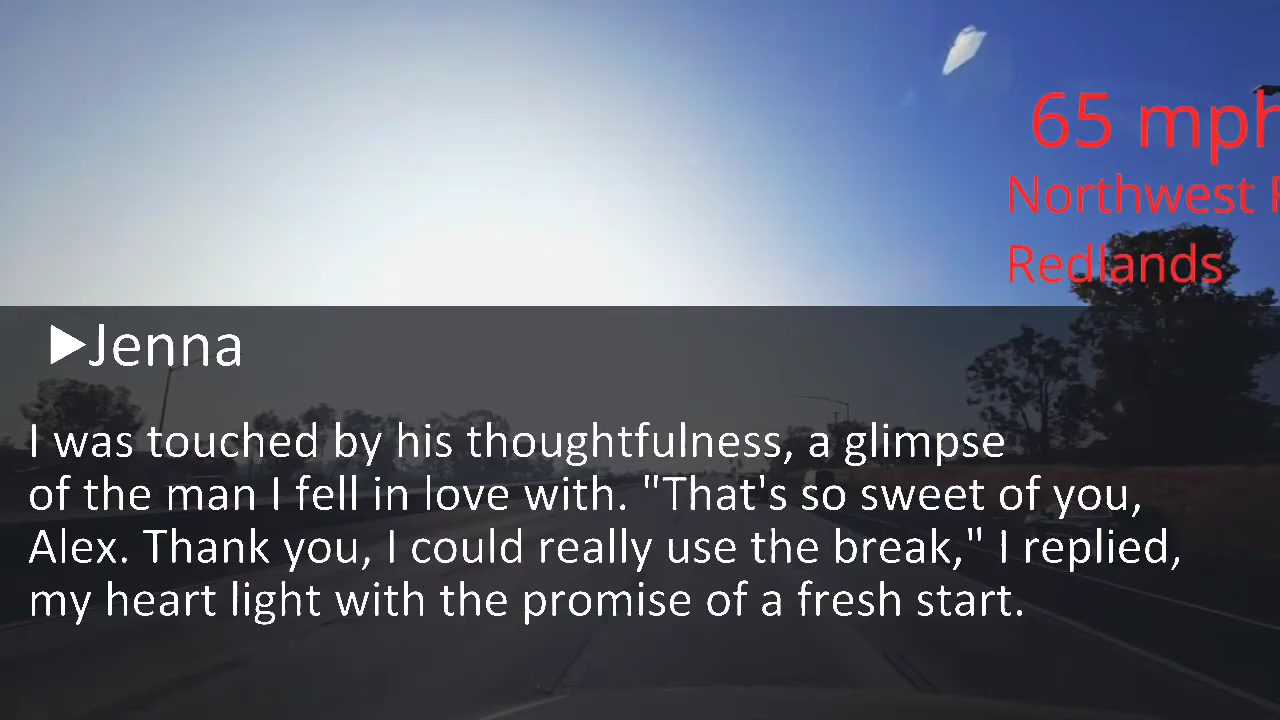 65 mph
Northwest
Redlands
▶Jenna
I was touched by his thoughtfulness, a glimpse
of the man I fell in love with. "That's so sweet of you,
Alex. Thank you, I could really use the break," I replied,
my heart light with the promise of a fresh start.